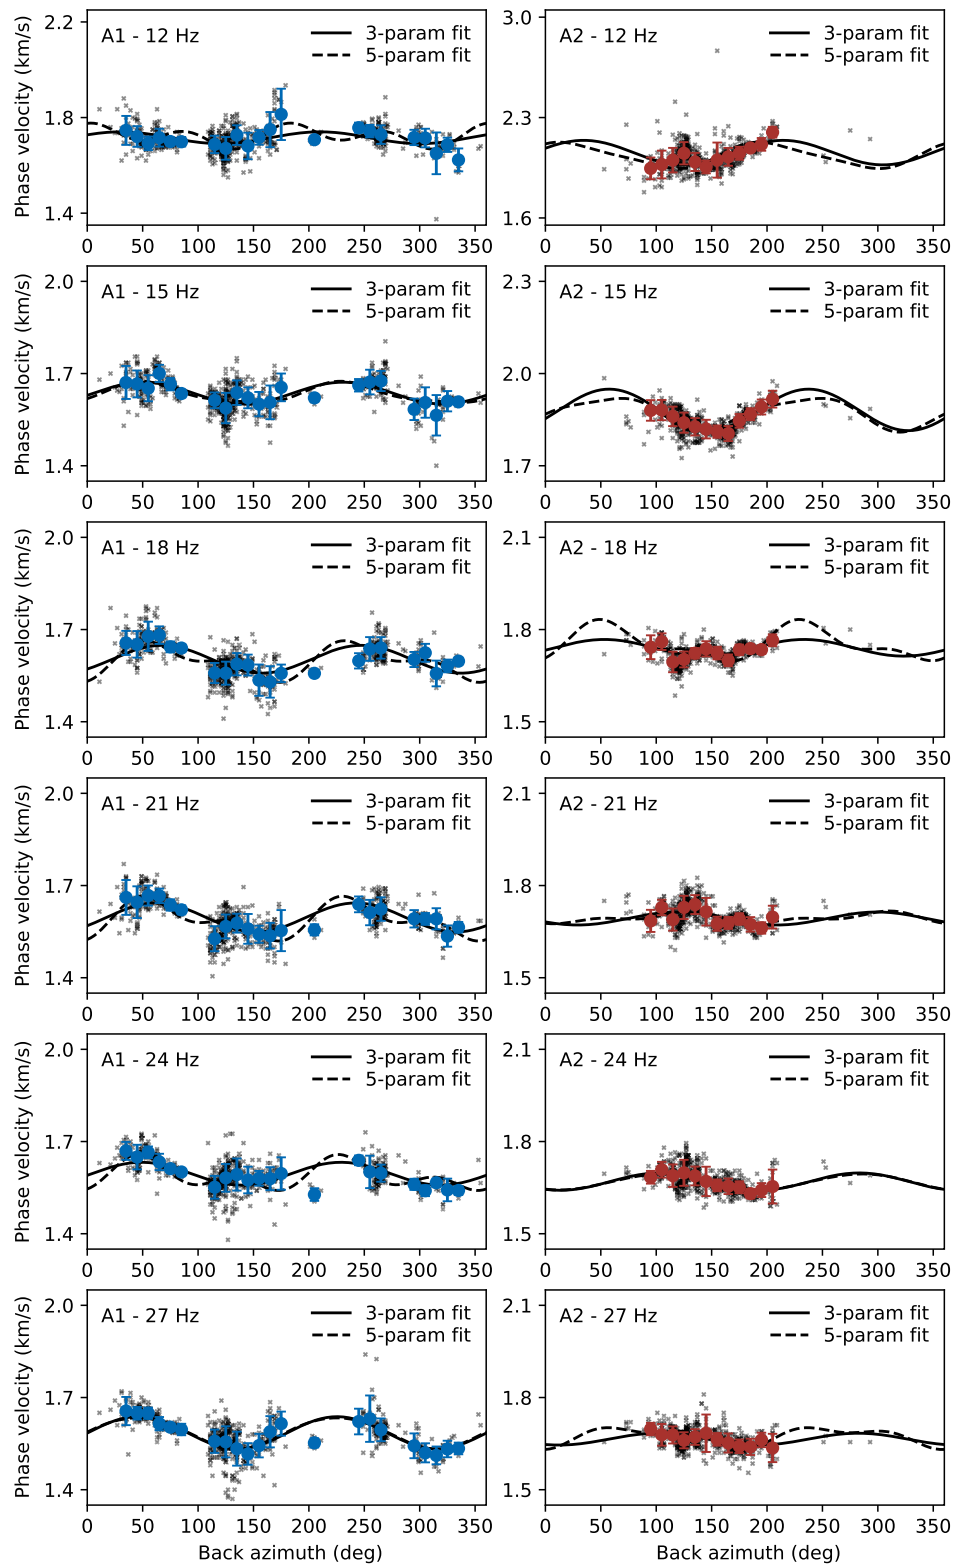 A1 - 12 Hz
3-param fit
5-param fit
Phase velocity (km/s)
2.2
1.8
1.4
0 50 100 150 200 250 300 350
A2 - 12 Hz
3-param fit
5-param fit
3.0
2.3
1.6
0 50 100 150 200 250 300 350
A1 - 15 Hz
3-param fit
5-param fit
Phase velocity (km/s)
2.0
1.7
1.4
0 50 100 150 200 250 300 350
A2 - 15 Hz
3-param fit
5-param fit
2.3
2.0
1.7
0 50 100 150 200 250 300 350
A1 - 18 Hz
3-param fit
5-param fit
Phase velocity (km/s)
2.0
1.7
1.4
0 50 100 150 200 250 300 350
A2 - 18 Hz
3-param fit
5-param fit
2.1
1.8
1.5
0 50 100 150 200 250 300 350
A1 - 21 Hz
3-param fit
5-param fit
Phase velocity (km/s)
2.0
1.7
1.4
0 50 100 150 200 250 300 350
A2 - 21 Hz
3-param fit
5-param fit
2.1
1.8
1.5
0 50 100 150 200 250 300 350
A1 - 24 Hz
3-param fit
5-param fit
Phase velocity (km/s)
2.0
1.7
1.4
0 50 100 150 200 250 300 350
A2 - 24 Hz
3-param fit
5-param fit
2.1
1.8
1.5
0 50 100 150 200 250 300 350
A1 - 27 Hz
3-param fit
5-param fit
Phase velocity (km/s)
2.0
1.7
1.4
0 50 100 150 200 250 300 350
Back azimuth (deg)
A2 - 27 Hz
3-param fit
5-param fit
2.1
1.8
1.5
0 50 100 150 200 250 300 350
Back azimuth (deg)